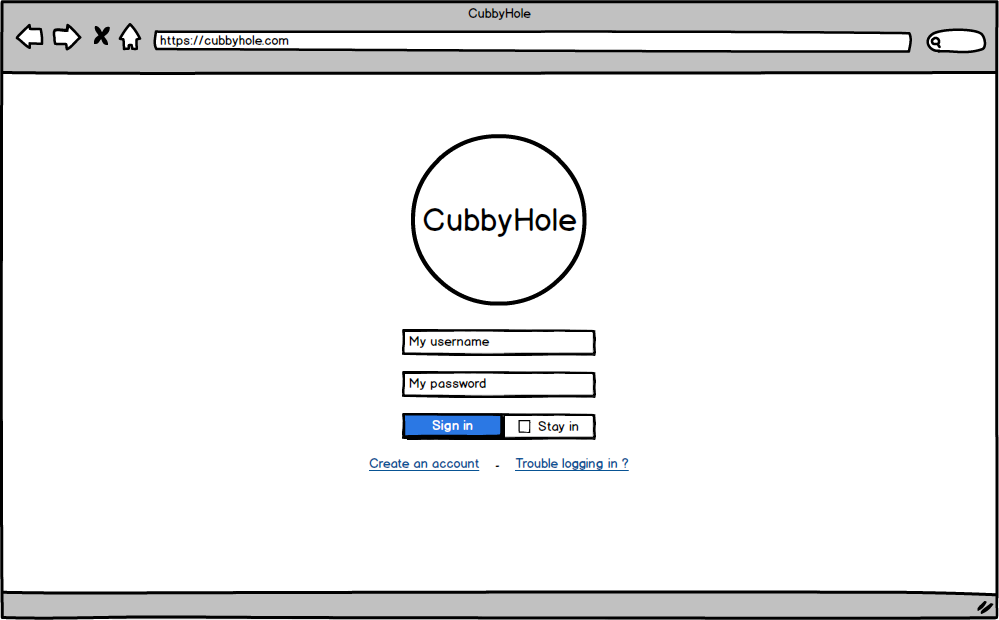 CubbyHole
https://cubbyhole.com
CubbyHole
My username
My password
Sign in Stay in
Create an account - Trouble logging in ?